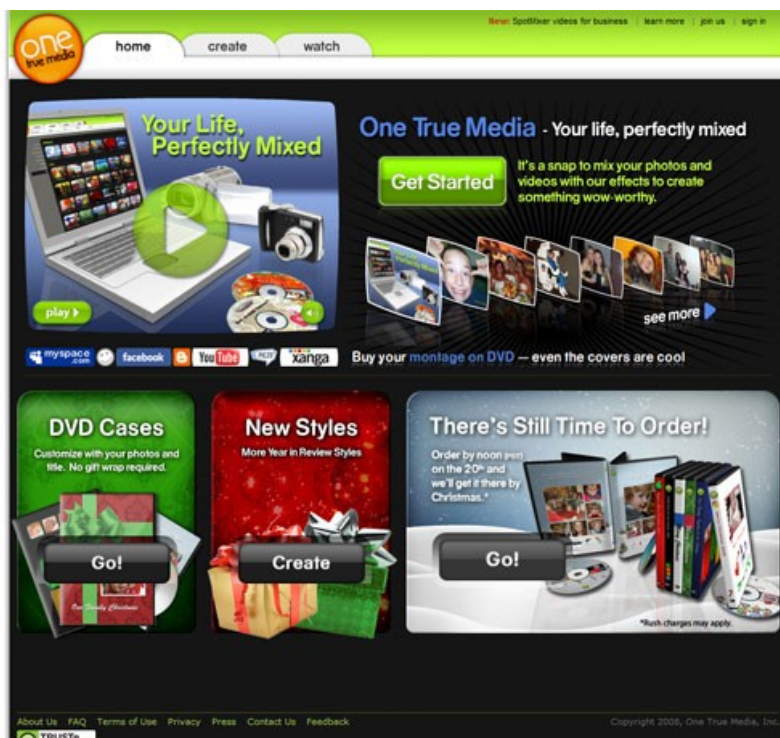 New: SpotMixer videos for business | learn more | join us | sign in
one
true media
home
create
watch
Your Life,
Perfectly Mixed
play
One True Media - Your life, perfectly mixed
Get Started
It's a snap to mix your photos and
videos with our effects to create
something wow-worthy.
see more
myspace
.com
facebook
YouTube
xanga
Buy your montage on DVD — even the covers are cool
DVD Cases
Customize with your photos and
title. No gift wrap required.
Go!
Our Family Christmas
New Styles
More Year in Review Styles
Create
There's Still Time To Order!
Order by noon (PST)
on the 20th and
we'll get it there by
Christmas.*
Go!
*Rush charges may apply.
About Us FAQ Terms of Use Privacy Press Contact Us Feedback
Copyright 2008, One True Media, Inc.
TRUSTe